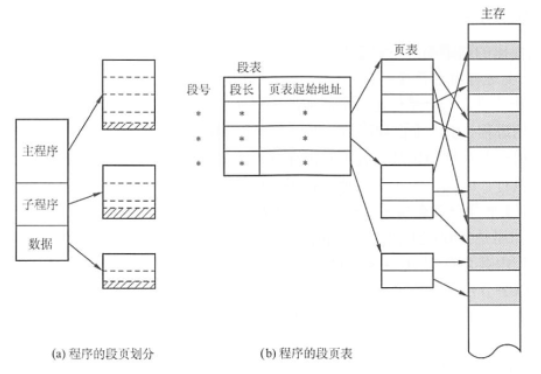 主存
页表
段表
段号 段长 页表起始地址
* * *
* * *
* * *
主程序
子程序
数据
(a) 程序的段页划分
(b) 程序的段页表